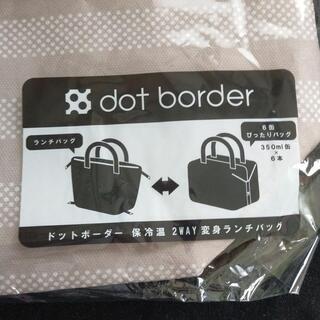 dot border
ランチバッグ
6缶
ぴったりバッグ
350ml缶
×
6本
ドットボーダー 保冷温 2WAY 変身ランチバッグ